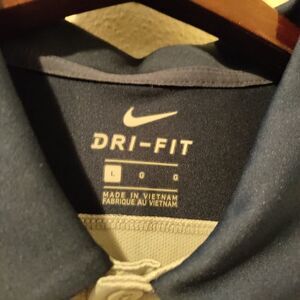 DRI-FIT
L G G
MADE IN VIETNAM
FABRIQUE AU VIETNAM